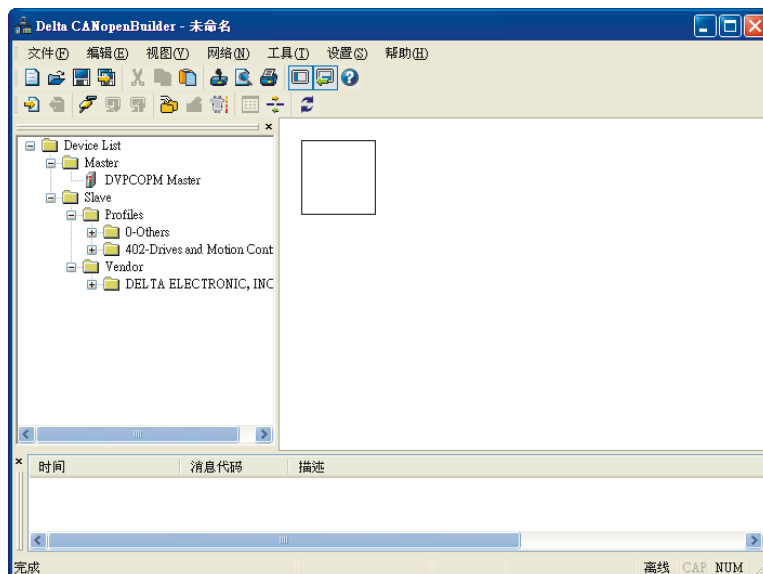 Delta CANopenBuilder - 未命名
文件(F) 编辑(E) 视图(V) 网络(N) 工具(T) 设置(S) 帮助(H)
Device List
Master
DVPCOPM Master
Slave
Profiles
0-Others
402-Drives and Motion Cont
Vendor
DELTA ELECTRONIC, INC
时间 消息代码 描述
完成 离线 CAP NUM